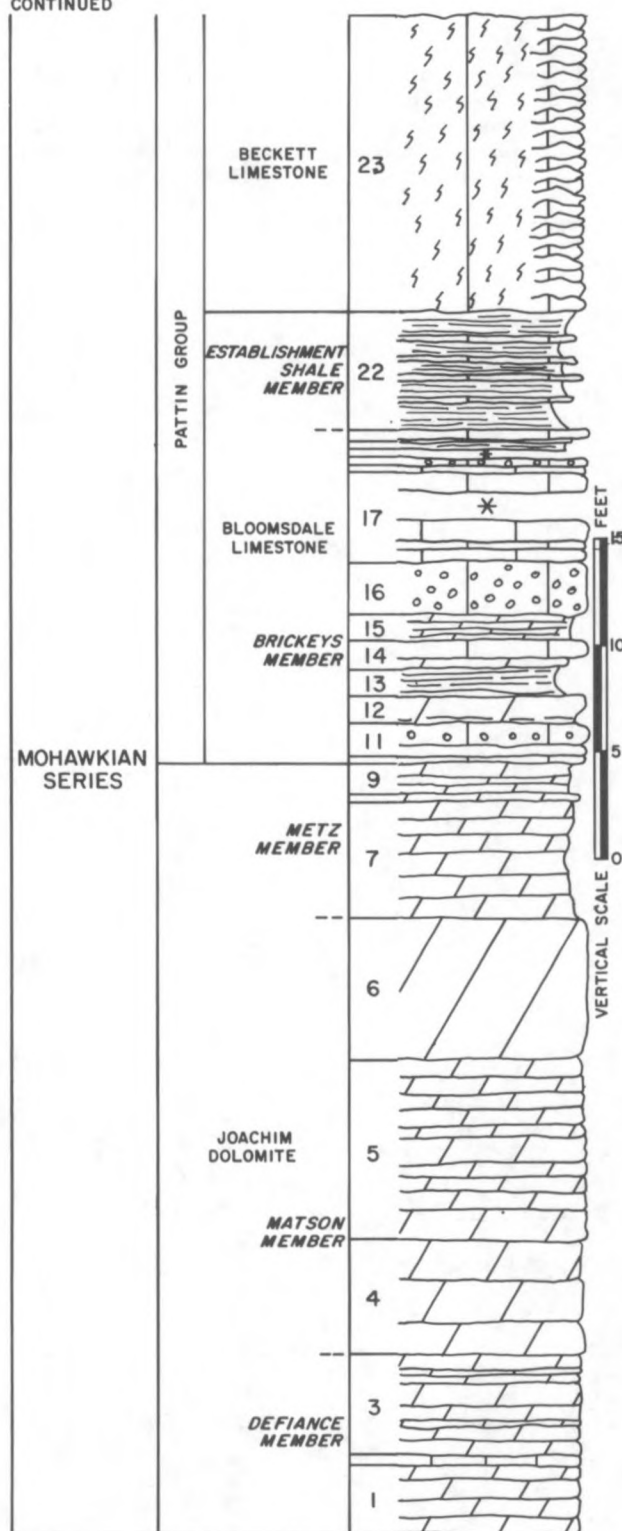 CONTINUED
BECKETT
LIMESTONE
23
PATTIN GROUP
ESTABLISHMENT
SHALE
MEMBER
22
BLOOMSDALE
LIMESTONE
17
16
15
BRICKEYS
MEMBER
14
13
12
11
MOHAWKIAN
SERIES
9
METZ
MEMBER
7
6
JOACHIM
DOLOMITE
5
MATSON
MEMBER
4
3
DEFIANCE
MEMBER
1
FEET
15
10
5
0
VERTICAL SCALE